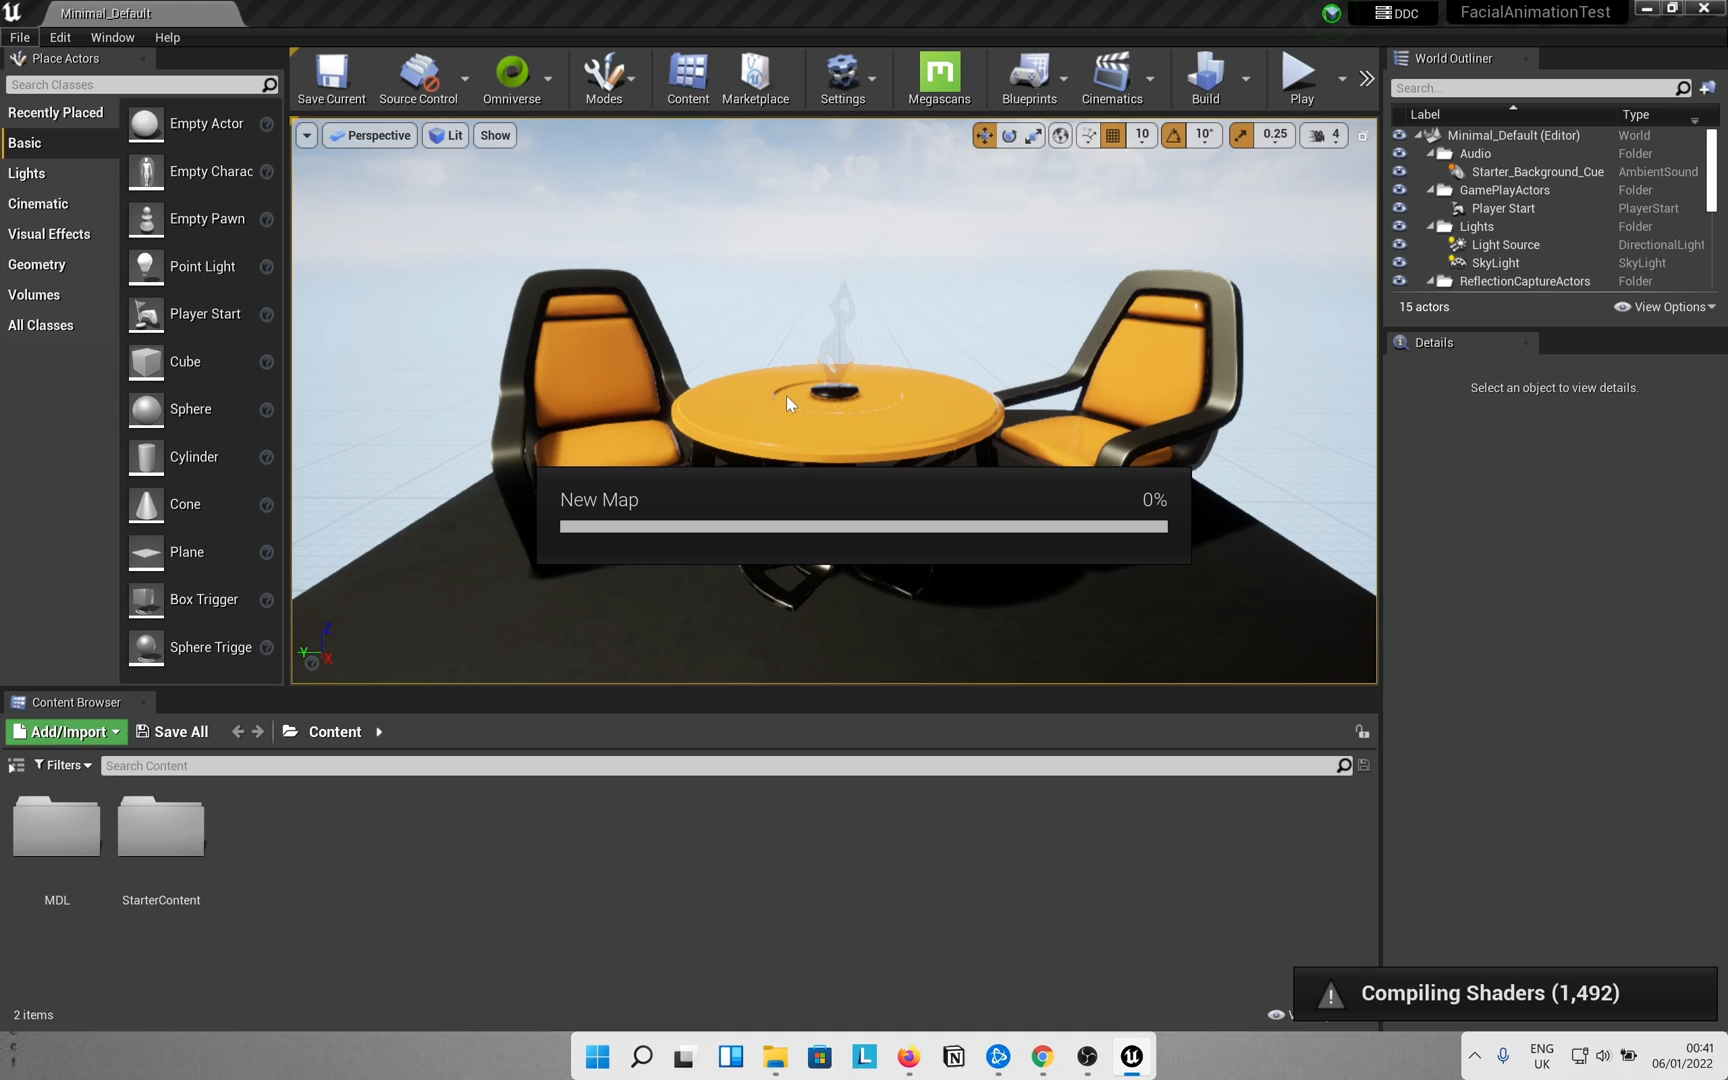 Minimal_Default
DDC
FacialAnimationTest
File Edit Window Help
Place Actors
Search Classes
Recently Placed
Basic
Lights
Cinematic
Visual Effects
Geometry
Volumes
All Classes
Empty Actor
Empty Charac
Empty Pawn
Point Light
Player Start
Cube
Sphere
Cylinder
Cone
Plane
Box Trigger
Sphere Trigge
Save Current
Source Control
Omniverse
Modes
Content
Marketplace
Settings
Megascans
Blueprints
Cinematics
Build
Play
Perspective Lit Show
10 10° 0.25 4
New Map 0%
Z
Y
X
World Outliner
Search...
Label Type
Minimal_Default (Editor) World
Audio Folder
Starter_Background_Cue AmbientSound
GamePlayActors Folder
Player Start PlayerStart
Lights Folder
Light Source DirectionalLight
SkyLight SkyLight
ReflectionCaptureActors Folder
15 actors View Options
Details
Select an object to view details.
Content Browser
Add/Import Save All Content
Filters Search Content
MDL
StarterContent
2 items
Compiling Shaders (1,492)
ENG
UK
00:41
06/01/2022